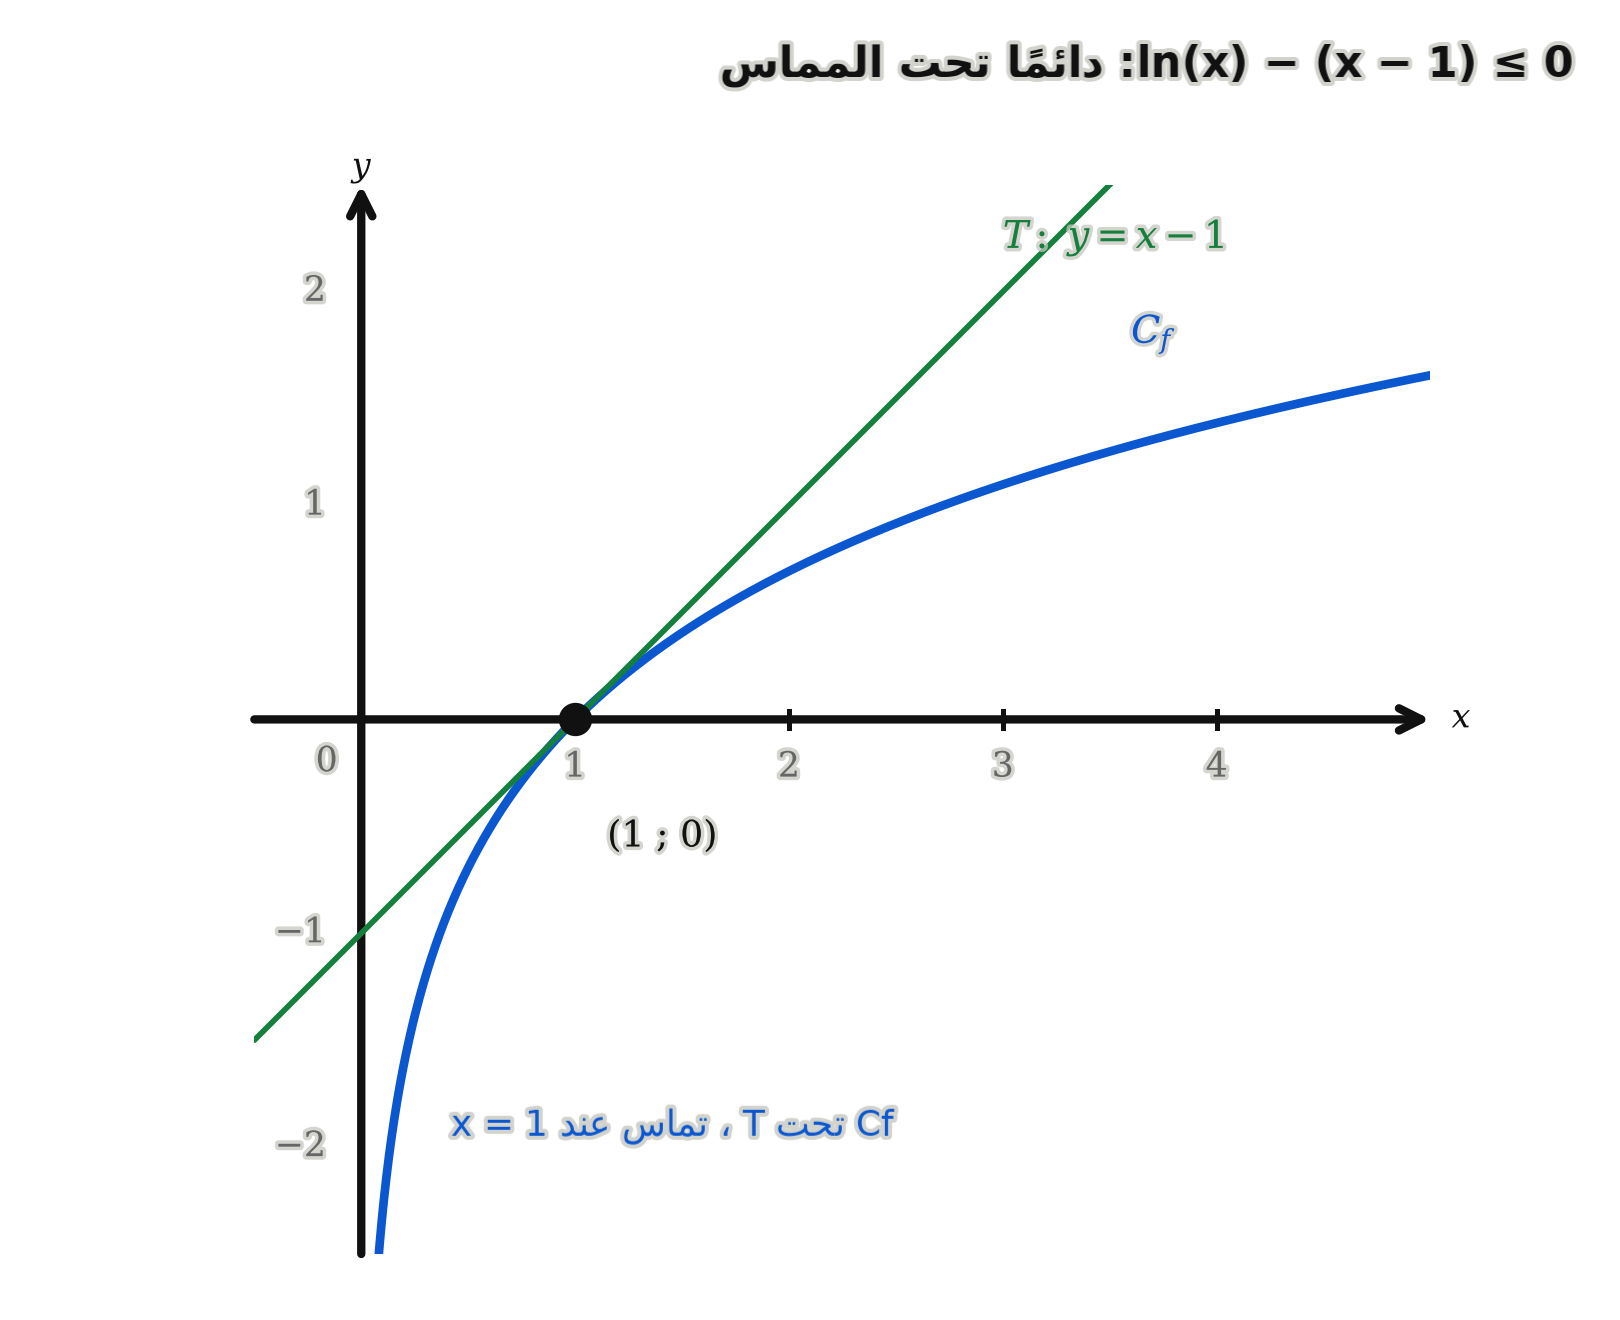 ln(x) − (x − 1) ≤ 0: دائمًا تحت المماس
y
T: y = x − 1
2
C_f
1
x
0
1
2
3
4
(1 ; 0)
−1
Cf تحت T ، تماس عند x = 1
−2